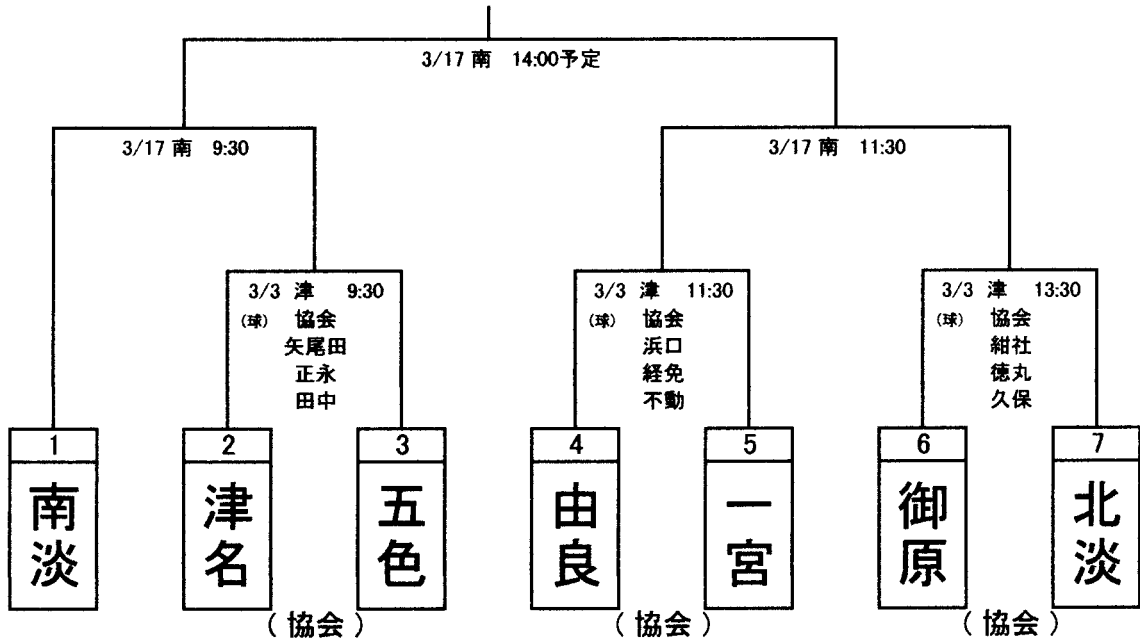 3/17 南 14:00予定
3/17 南 9:30
3/17 南 11:30
3/3 津 9:30
(球) 協会
矢尾田
正永
田中
3/3 津 11:30
(球) 協会
浜口
経免
不動
3/3 津 13:30
(球) 協会
紺社
徳丸
久保
1
南淡
2
津名
3
五色
4
由良
5
一宮
6
御原
7
北淡
(協会)
(協会)
(協会)